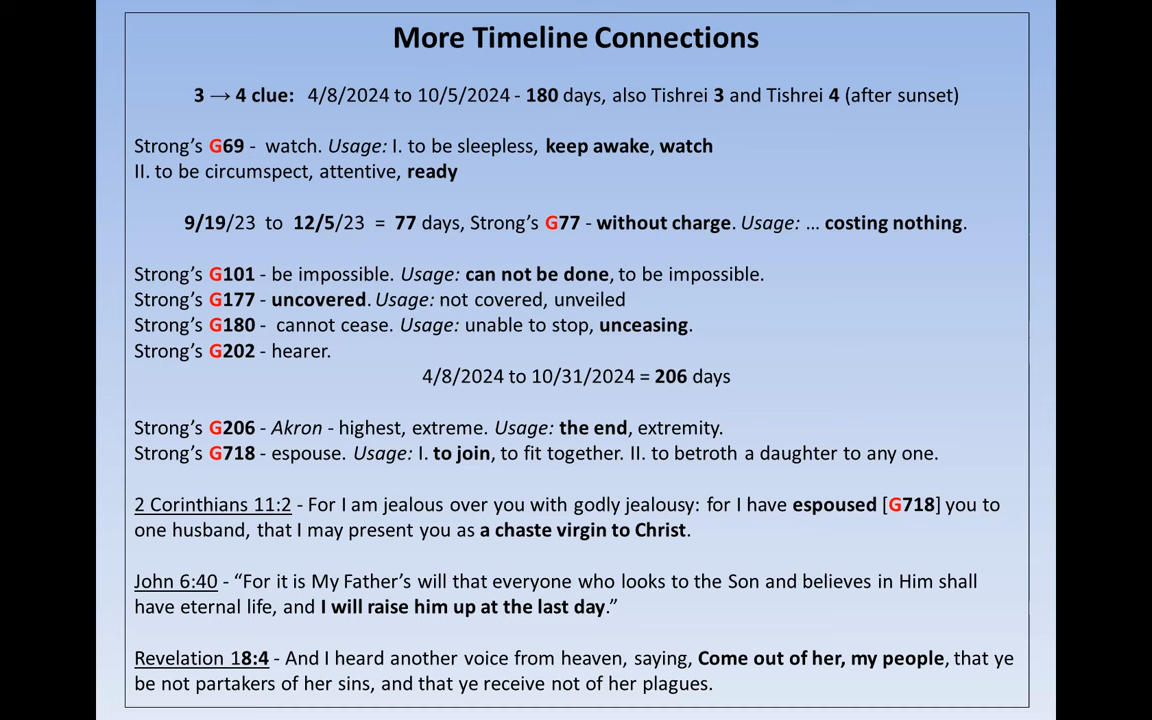 More Timeline Connections
3 → 4 clue: 4/8/2024 to 10/5/2024 - 180 days, also Tishrei 3 and Tishrei 4 (after sunset)
Strong’s G69 - watch. Usage: I. to be sleepless, keep awake, watch
II. to be circumspect, attentive, ready
9/19/23 to 12/5/23 = 77 days, Strong’s G77 - without charge. Usage: … costing nothing.
Strong’s G101 - be impossible. Usage: can not be done, to be impossible.
Strong’s G177 - uncovered. Usage: not covered, unveiled
Strong’s G180 - cannot cease. Usage: unable to stop, unceasing.
Strong’s G202 - hearer.
4/8/2024 to 10/31/2024 = 206 days
Strong’s G206 - Akron - highest, extreme. Usage: the end, extremity.
Strong’s G718 - espouse. Usage: I. to join, to fit together. II. to betroth a daughter to any one.
2 Corinthians 11:2 - For I am jealous over you with godly jealousy: for I have espoused [G718] you to
one husband, that I may present you as a chaste virgin to Christ.
John 6:40 - “For it is My Father’s will that everyone who looks to the Son and believes in Him shall
have eternal life, and I will raise him up at the last day.”
Revelation 18:4 - And I heard another voice from heaven, saying, Come out of her, my people, that ye
be not partakers of her sins, and that ye receive not of her plagues.